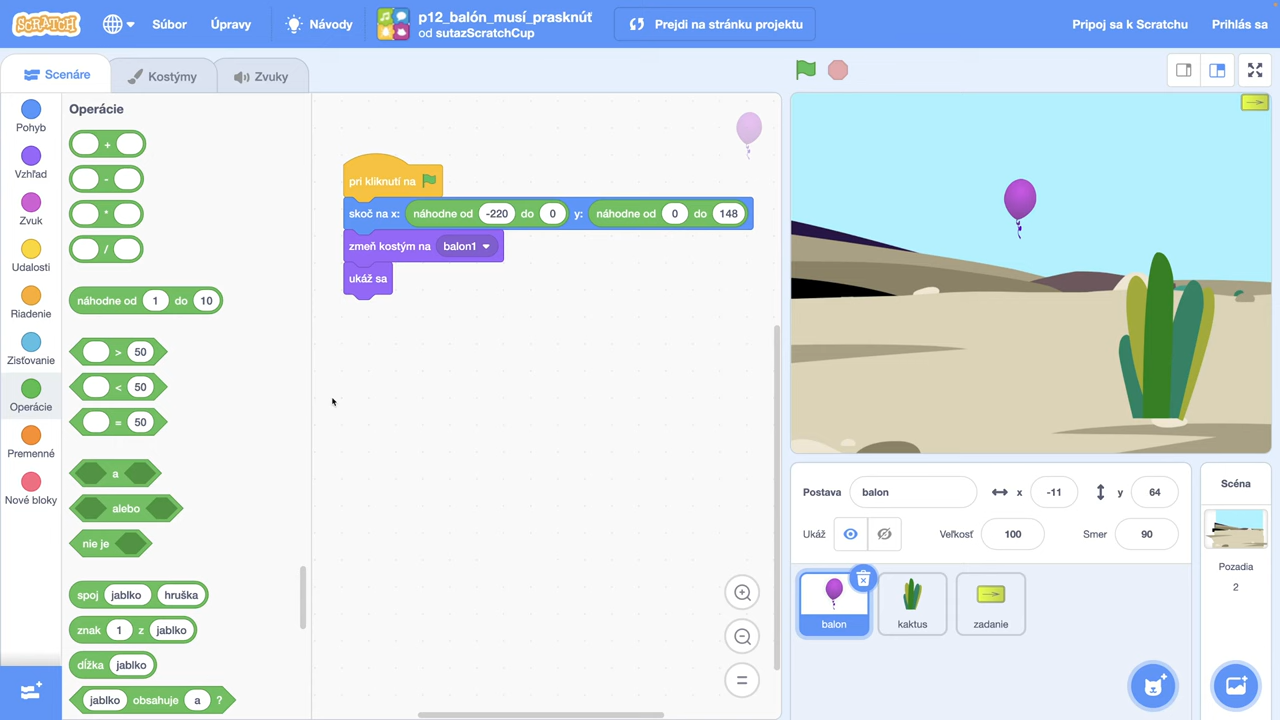 SCRATCH
Súbor
Úpravy
Návody
p12_balón_musí_prasknúť
od sutazScratchCup
Prejdi na stránku projektu
Pripoj sa k Scratchu
Prihlás sa
Scenáre
Kostýmy
Zvuky
Pohyb
Vzhľad
Zvuk
Udalosti
Riadenie
Zisťovanie
Operácie
Premenné
Nové bloky
Operácie
+
-
*
/
náhodne od 1 do 10
> 50
< 50
= 50
a
alebo
nie je
spoj jablko hruška
znak 1 z jablko
dĺžka jablko
jablko obsahuje a ?
pri kliknutí na
skoč na x: náhodne od -220 do 0 y: náhodne od 0 do 148
zmeň kostým na balon1
ukáž sa
Postava balon x -11 y 64
Ukáž Veľkosť 100 Smer 90
balon
kaktus
zadanie
Scéna
Pozadia
2